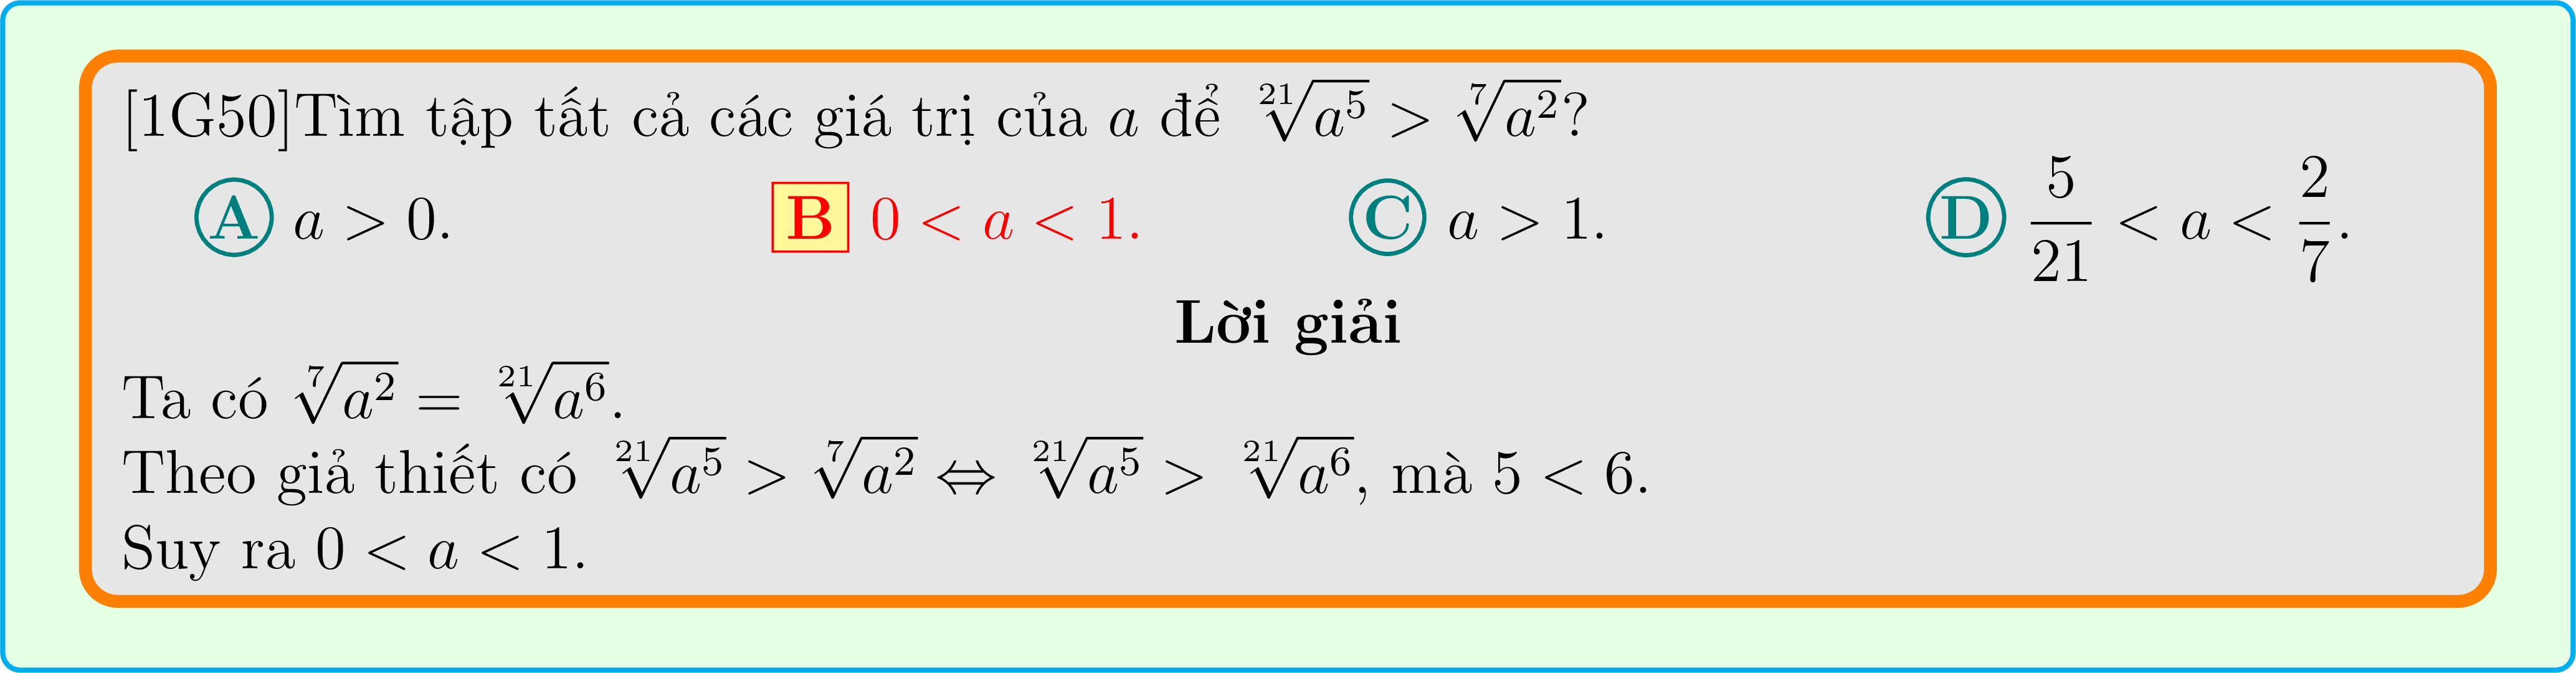 [1G50]Tìm tập tất cả các giá trị của $a$ để $\sqrt[21]{a^5} > \sqrt[7]{a^2}$?
A $a > 0$. B $0 < a < 1$. C $a > 1$. D $\dfrac{5}{21} < a < \dfrac{2}{7}$.
Lời giải
Ta có $\sqrt[7]{a^2} = \sqrt[21]{a^6}$.
Theo giả thiết có $\sqrt[21]{a^5} > \sqrt[7]{a^2} \Leftrightarrow \sqrt[21]{a^5} > \sqrt[21]{a^6}$, mà $5 < 6$.
Suy ra $0 < a < 1$.